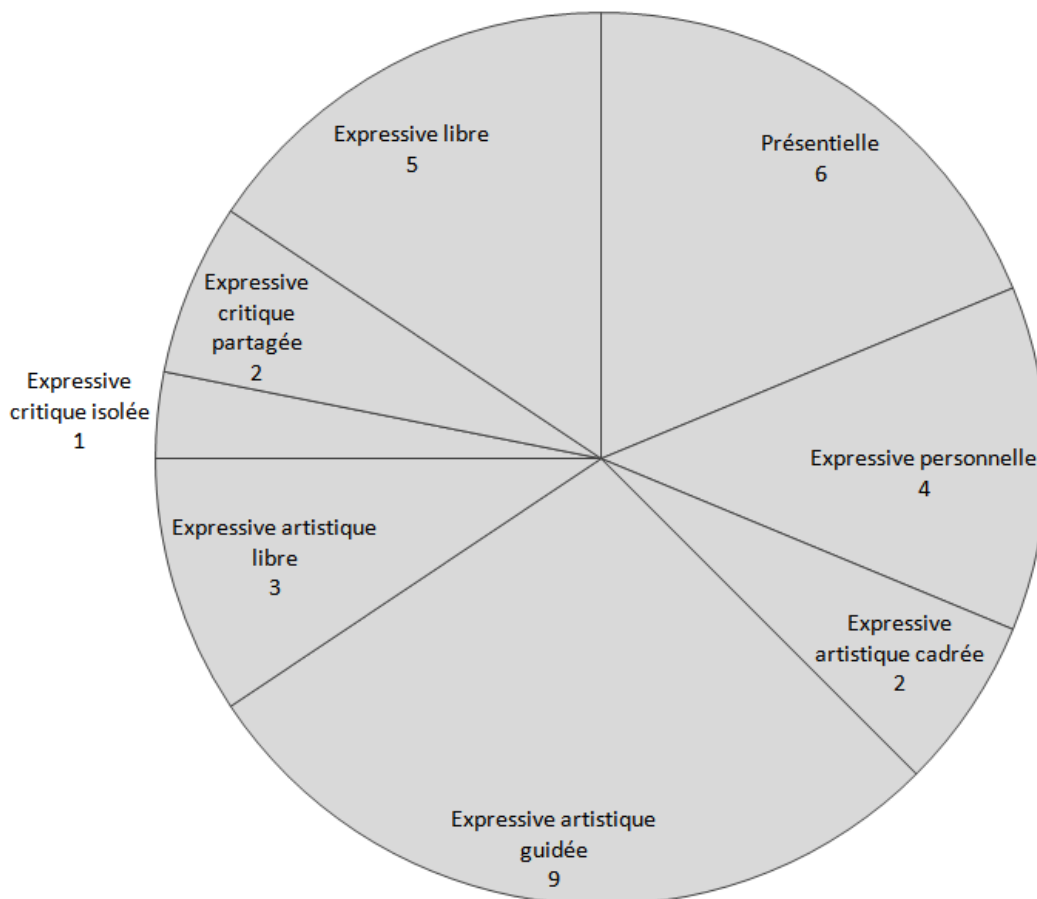 Expressive libre
5
Présentielle
6
Expressive
critique
partagée
2
Expressive
critique isolée
1
Expressive personnelle
4
Expressive artistique
libre
3
Expressive
artistique cadrée
2
Expressive artistique
guidée
9